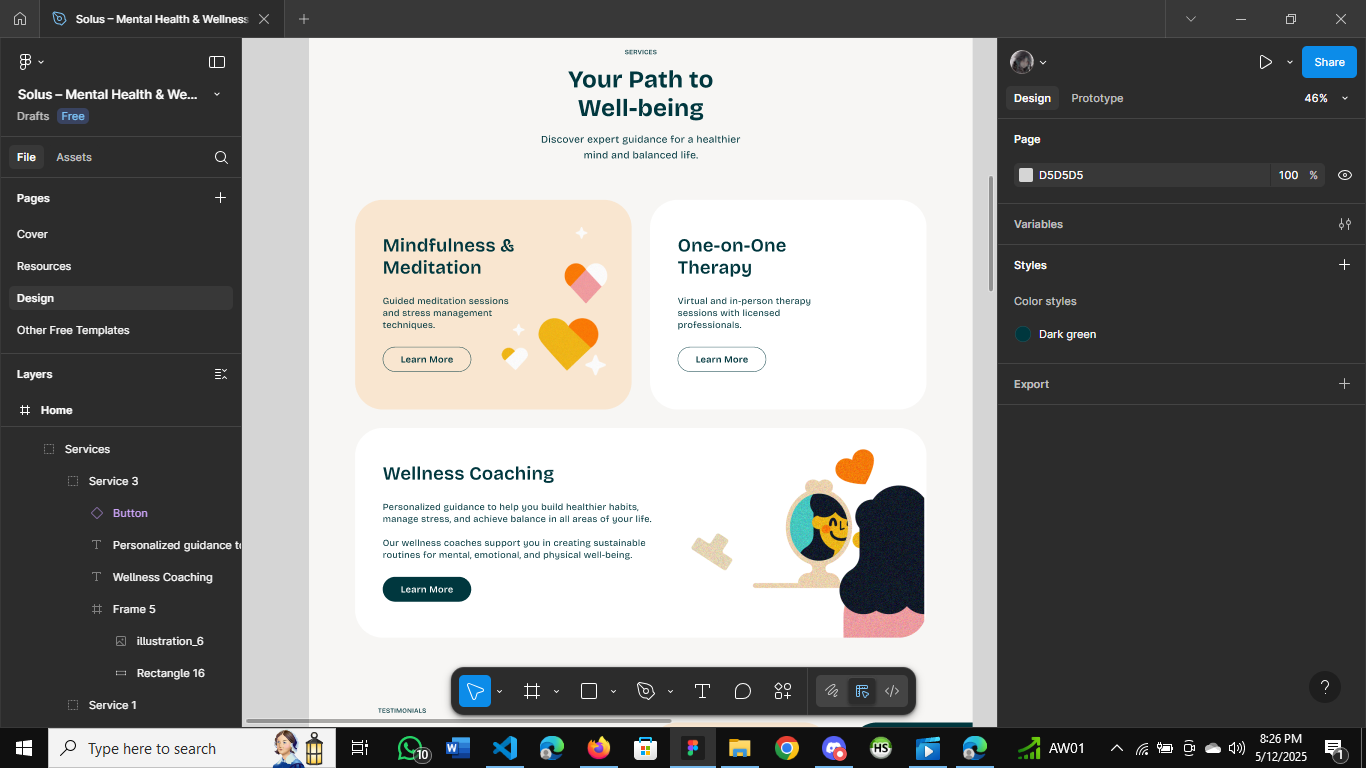 Solus – Mental Health & Wellness
Solus – Mental Health & We...
Drafts
Free
File
Assets
Pages
Cover
Resources
Design
Other Free Templates
Layers
Home
Services
Service 3
Button
Personalized guidance to
Wellness Coaching
Frame 5
illustration_6
Rectangle 16
Service 1
SERVICES
Your Path to
Well-being
Discover expert guidance for a healthier
mind and balanced life.
Mindfulness &
Meditation
Guided meditation sessions
and stress management
techniques.
Learn More
One-on-One
Therapy
Virtual and in-person therapy
sessions with licensed
professionals.
Learn More
Wellness Coaching
Personalized guidance to help you build healthier habits,
manage stress, and achieve balance in all areas of your life.
Our wellness coaches support you in creating sustainable
routines for mental, emotional, and physical well-being.
Learn More
TESTIMONIALS
Share
Design
Prototype
46%
Page
D5D5D5
100
%
Variables
Styles
Color styles
Dark green
Export
?
Type here to search
10
HS
AW01
8:26 PM
5/12/2025
1